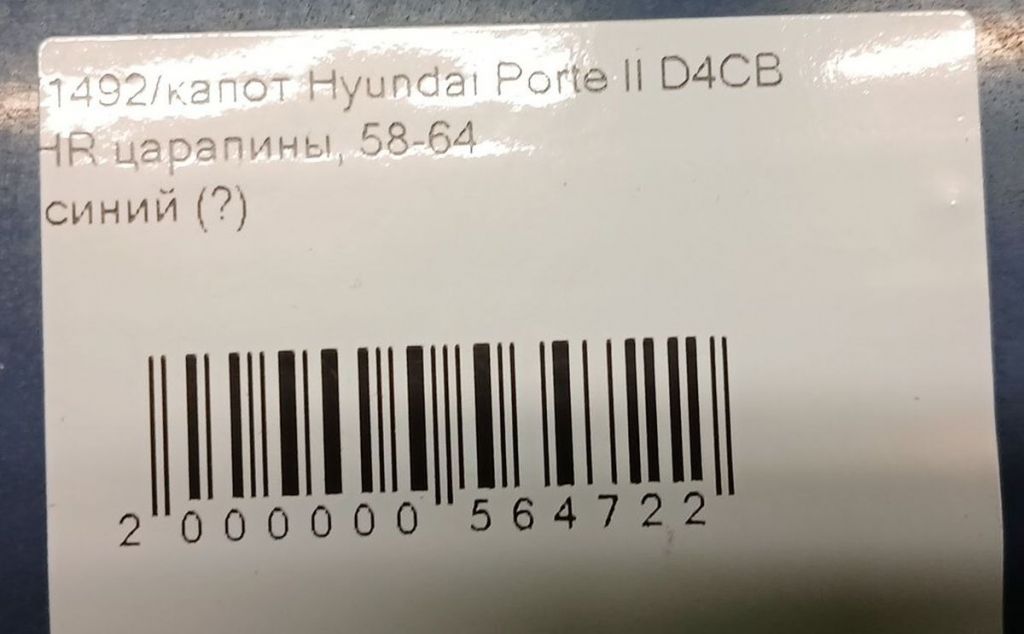 1492/капот Hyundai Porte II D4CB
HR царапины, 58-64
синий (?)
2 000000 564722